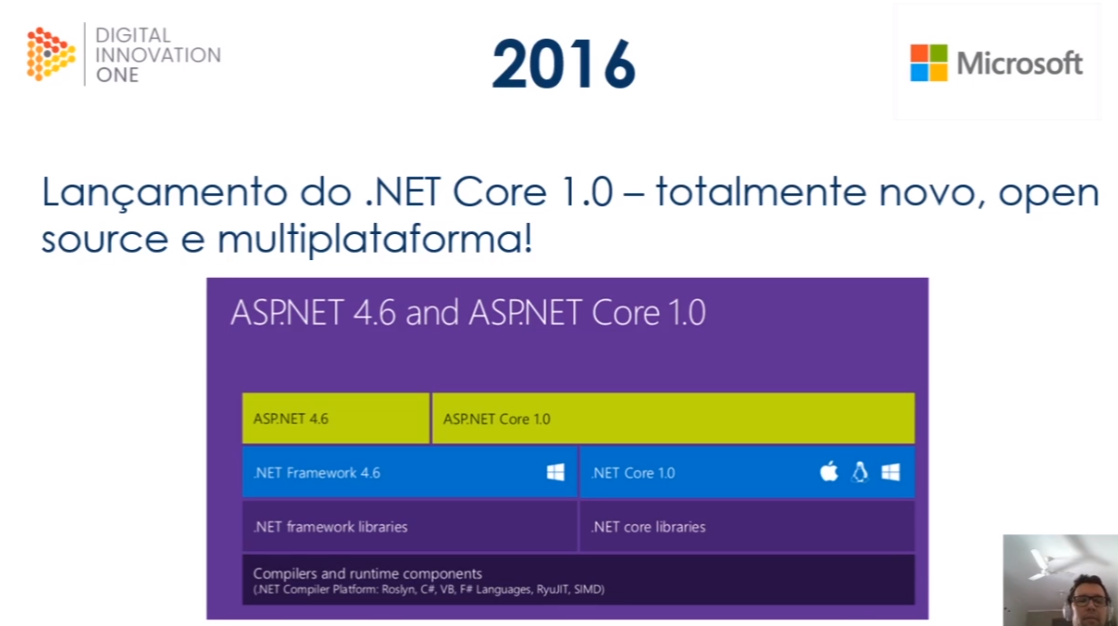 DIGITAL
INNOVATION
ONE
2016
Microsoft
Lançamento do .NET Core 1.0 – totalmente novo, open
source e multiplataforma!
ASP.NET 4.6 and ASP.NET Core 1.0
ASP.NET 4.6
ASP.NET Core 1.0
.NET Framework 4.6
.NET Core 1.0
.NET framework libraries
.NET core libraries
Compilers and runtime components
(.NET Compiler Platform: Roslyn, C#, VB, F# Languages, RyuJIT, SIMD)